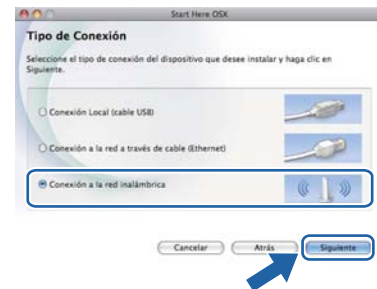 Start Here OSX
Tipo de Conexión
Seleccione el tipo de conexión del dispositivo que desee instalar y haga clic en
Siguiente.
Conexión Local (cable USB)
Conexión a la red a través de cable (Ethernet)
Conexión a la red inalámbrica
Cancelar Atrás Siguiente